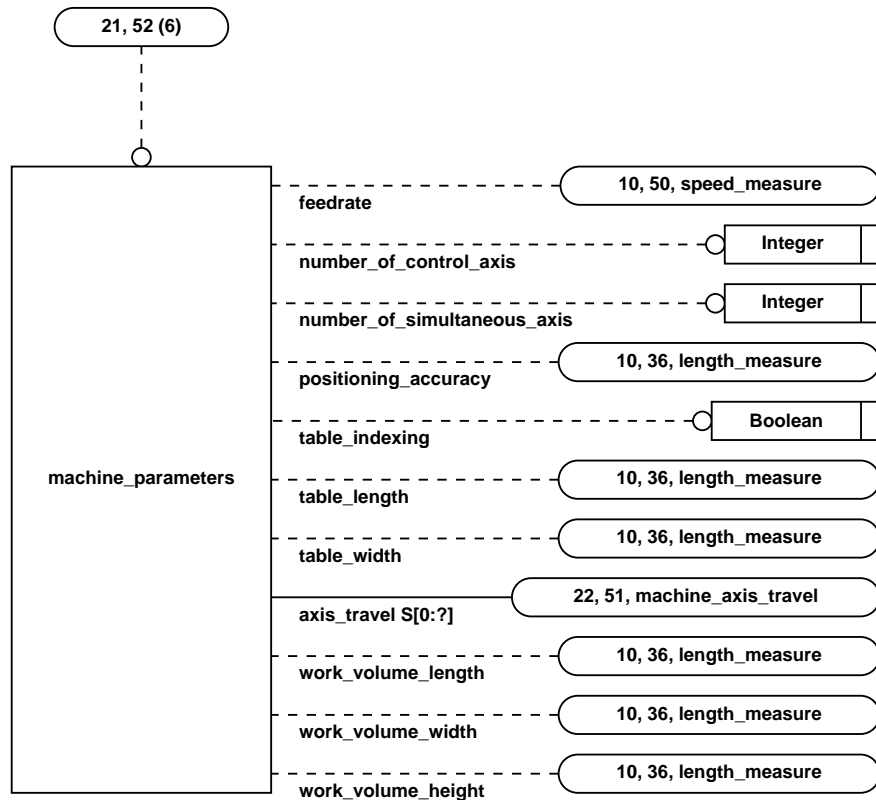 21, 52 (6)
10, 50, speed_measure
feedrate
Integer
number_of_control_axis
Integer
number_of_simultaneous_axis
10, 36, length_measure
positioning_accuracy
Boolean
table_indexing
machine_parameters
10, 36, length_measure
table_length
10, 36, length_measure
table_width
22, 51, machine_axis_travel
axis_travel S[0:?]
10, 36, length_measure
work_volume_length
10, 36, length_measure
work_volume_width
10, 36, length_measure
work_volume_height